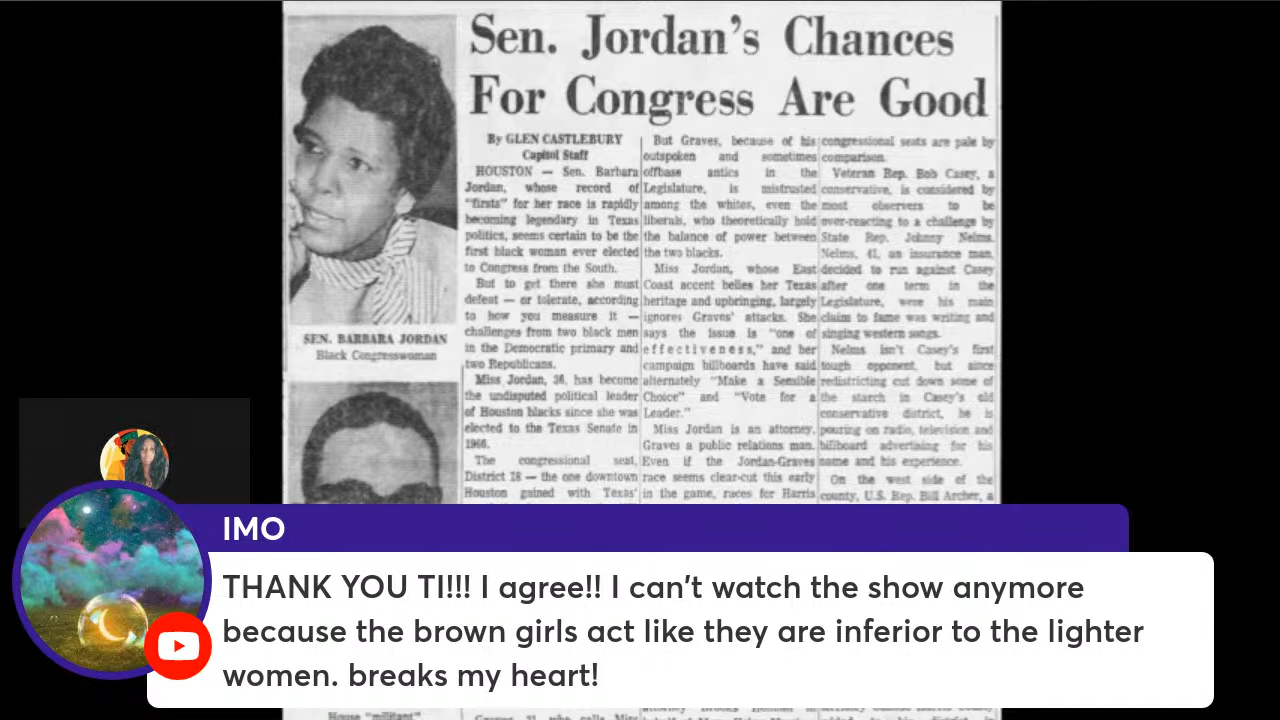 Sen. Jordan's Chances
For Congress Are Good
SEN. BARBARA JORDAN
Black Congresswoman
By GLEN CASTLEBURY
Capitol Staff
HOUSTON — Sen. Barbara
Jordan, whose record of
"firsts" for her race is rapidly
becoming legendary in Texas
politics, seems certain to be the
first black woman ever elected
to Congress from the South.
But to get there she must
defeat — or tolerate, according
to how you measure it —
challenges from two black men
in the Democratic primary and
two Republicans.
Miss Jordan, 36, has become
the undisputed political leader
of Houston blacks since she was
elected to the Texas Senate in
1966.
The congressional seat,
District 18 — the one downtown
Houston gained with Texas'
But Graves, because of his
outspoken and sometimes
offbase antics in the
Legislature, is mistrusted
among the whites, even the
liberals, who theoretically hold
the balance of power between
the two blacks.
Miss Jordan, whose East
Coast accent belies her Texas
heritage and upbringing, largely
ignores Graves' attacks. She
says the issue is "one of
effectiveness," and her
campaign billboards have said
alternately "Make a Sensible
Choice" and "Vote for a
Leader."
Miss Jordan is an attorney,
Graves a public relations man.
Even if the Jordan-Graves
race seems clear-cut this early
in the game, races for Harris
congressional seats are pale by
comparison.
Veteran Rep. Bob Casey, a
conservative, is considered by
most observers to be
over-reacting to a challenge by
State Rep. Johnny Nelms.
Nelms, 41, an insurance man,
decided to run against Casey
after one term in the
Legislature, were his main
claim to fame was writing and
singing western songs.
Nelms isn't Casey's first
tough opponent, but since
redistricting cut down some of
the starch in Casey's old
conservative district, he is
pouring on radio, television and
billboard advertising for his
name and his experience.
On the west side of the
county, U.S. Rep. Bill Archer, a
IMO
THANK YOU TI!!! I agree!! I can't watch the show anymore
because the brown girls act like they are inferior to the lighter
women. breaks my heart!
House "militant"